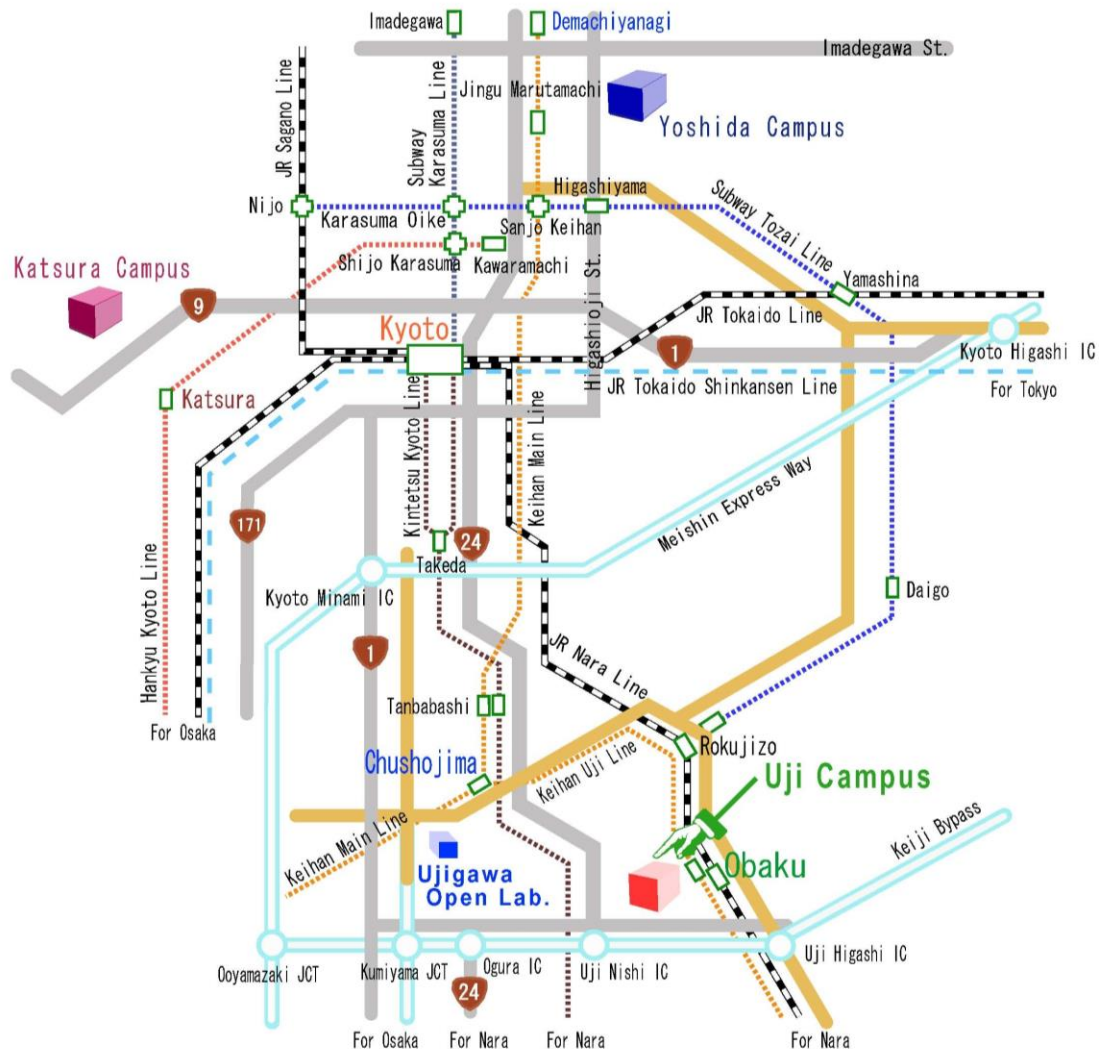 Imadegawa
Demachiyanagi
Imadegawa St.
JR Sagano Line
Subway
Karasuma Line
Jingu Marutamachi
Yoshida Campus
Higashiyama
Nijo
Karasuma Oike
Sanjo Keihan
Subway Tozai Line
Shijo Karasuma
Kawaramachi
Katsura Campus
Yamashina
9
Higashioji St.
JR Tokaido Line
Kyoto
1
Kyoto Higashi IC
JR Tokaido Shinkansen Line
For Tokyo
Katsura
Kintetsu Kyoto Line
Keihan Main Line
Meishin Express Way
171
24
Takeda
Kyoto Minami IC
Daigo
Hankyu Kyoto Line
1
JR Nara Line
For Osaka
Tanbabashi
Rokujizo
Chushojima
Keihan Uji Line
Uji Campus
Keihan Main Line
Ujigawa
Open Lab.
Obaku
Keiji Bypass
Ooyamazaki JCT
Kumiyama JCT
Ogura IC
Uji Nishi IC
Uji Higashi IC
24
For Osaka
For Nara
For Nara
For Nara